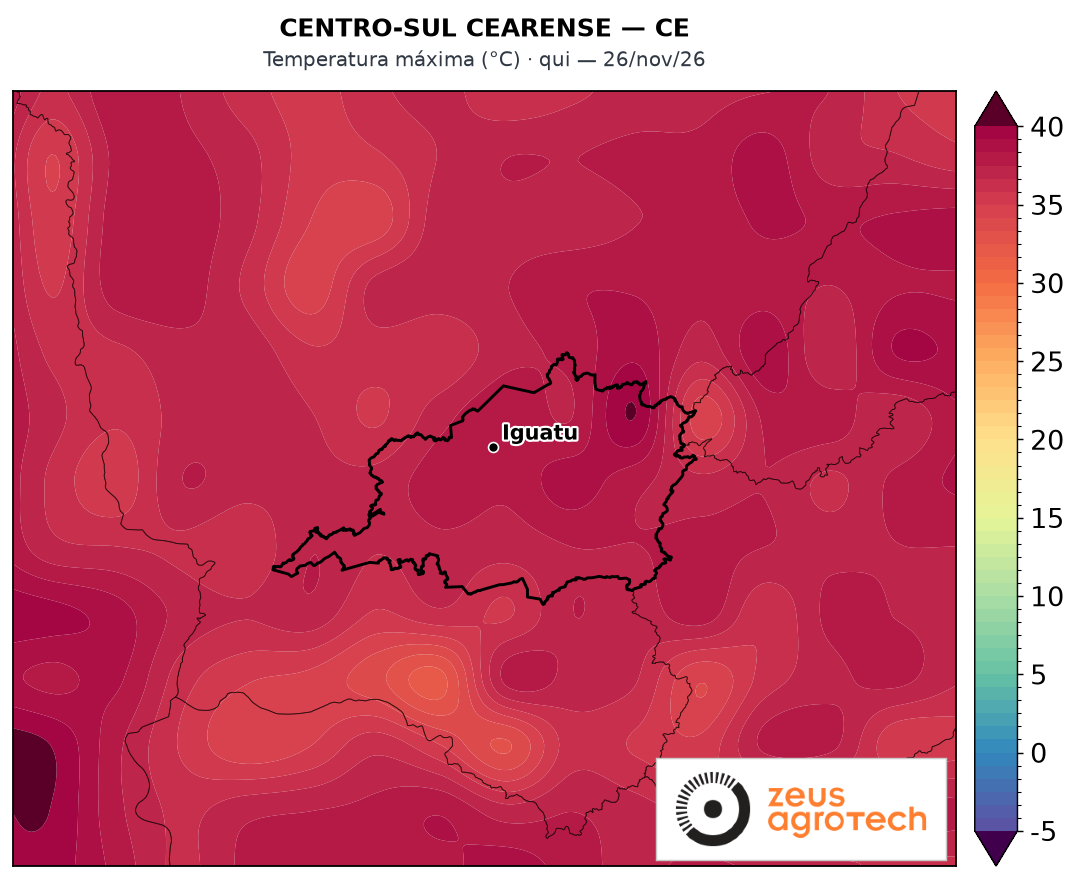 CENTRO-SUL CEARENSE — CE
Temperatura máxima (°C) · qui — 26/nov/26
40
35
30
25
20
15
10
5
0
-5
Iguatu
zeus
agrotech